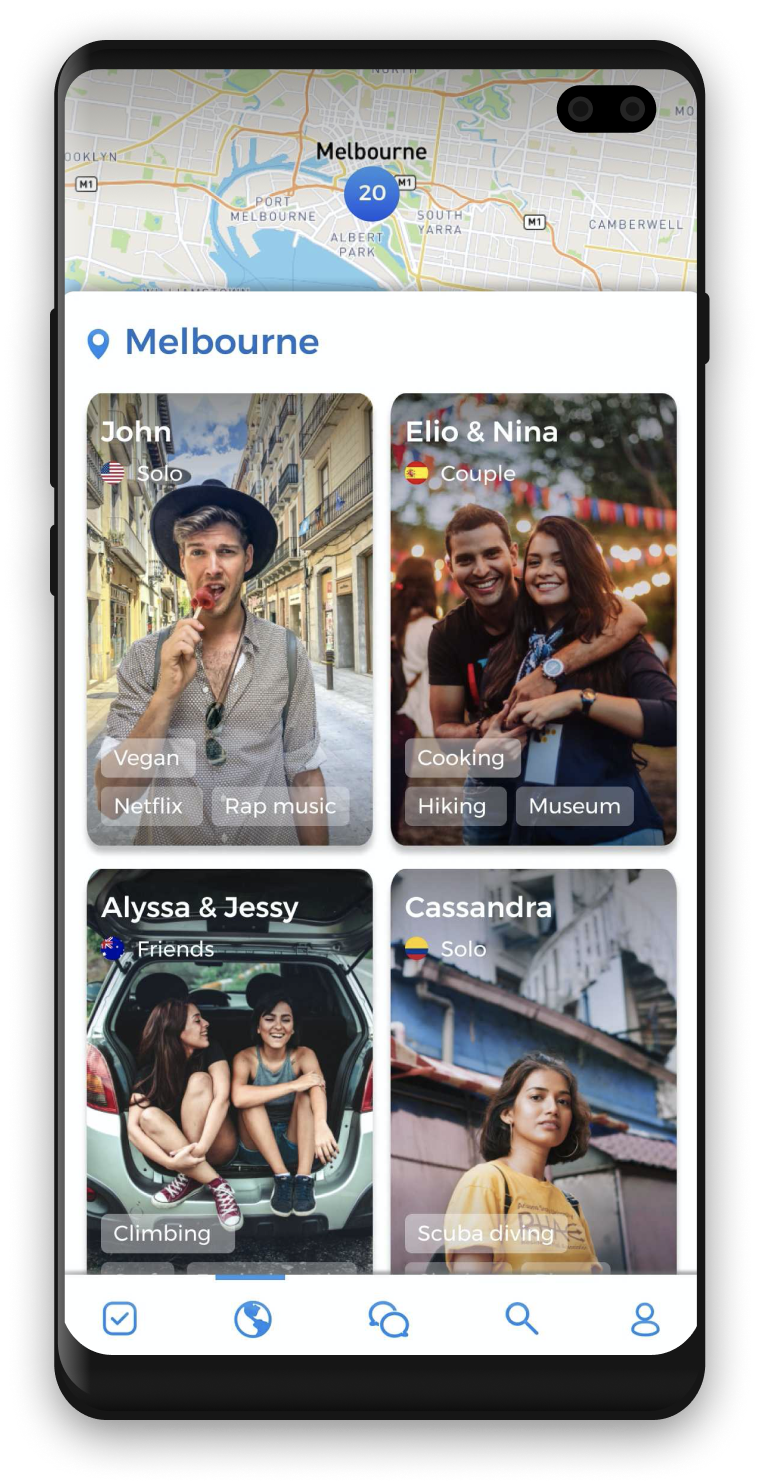 NORTH
MO
Melbourne
OOKLYN
M1
20
M1
PORT
MELBOURNE
SOUTH
YARRA
M1
CAMBERWELL
ALBERT
PARK
WILLIAMSTOWN
Melbourne
John
Solo
Elio & Nina
Couple
Vegan
Netflix
Rap music
Cooking
Hiking
Museum
Alyssa & Jessy
Friends
Cassandra
Solo
Climbing
Scuba diving